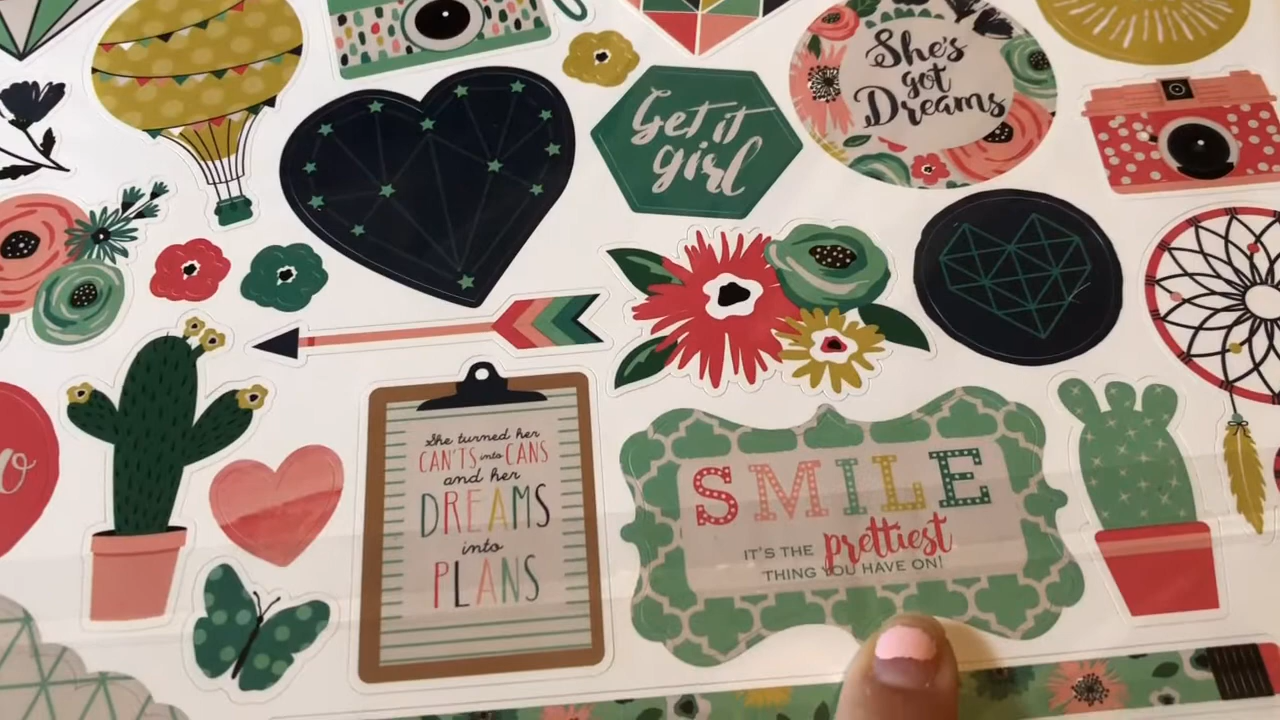 She's
got
Dreams
Get it
girl
She turned her
CAN'TS into CANS
and her
DREAMS
into
PLANS
SMILE
IT'S THE prettiest
THING YOU HAVE ON!